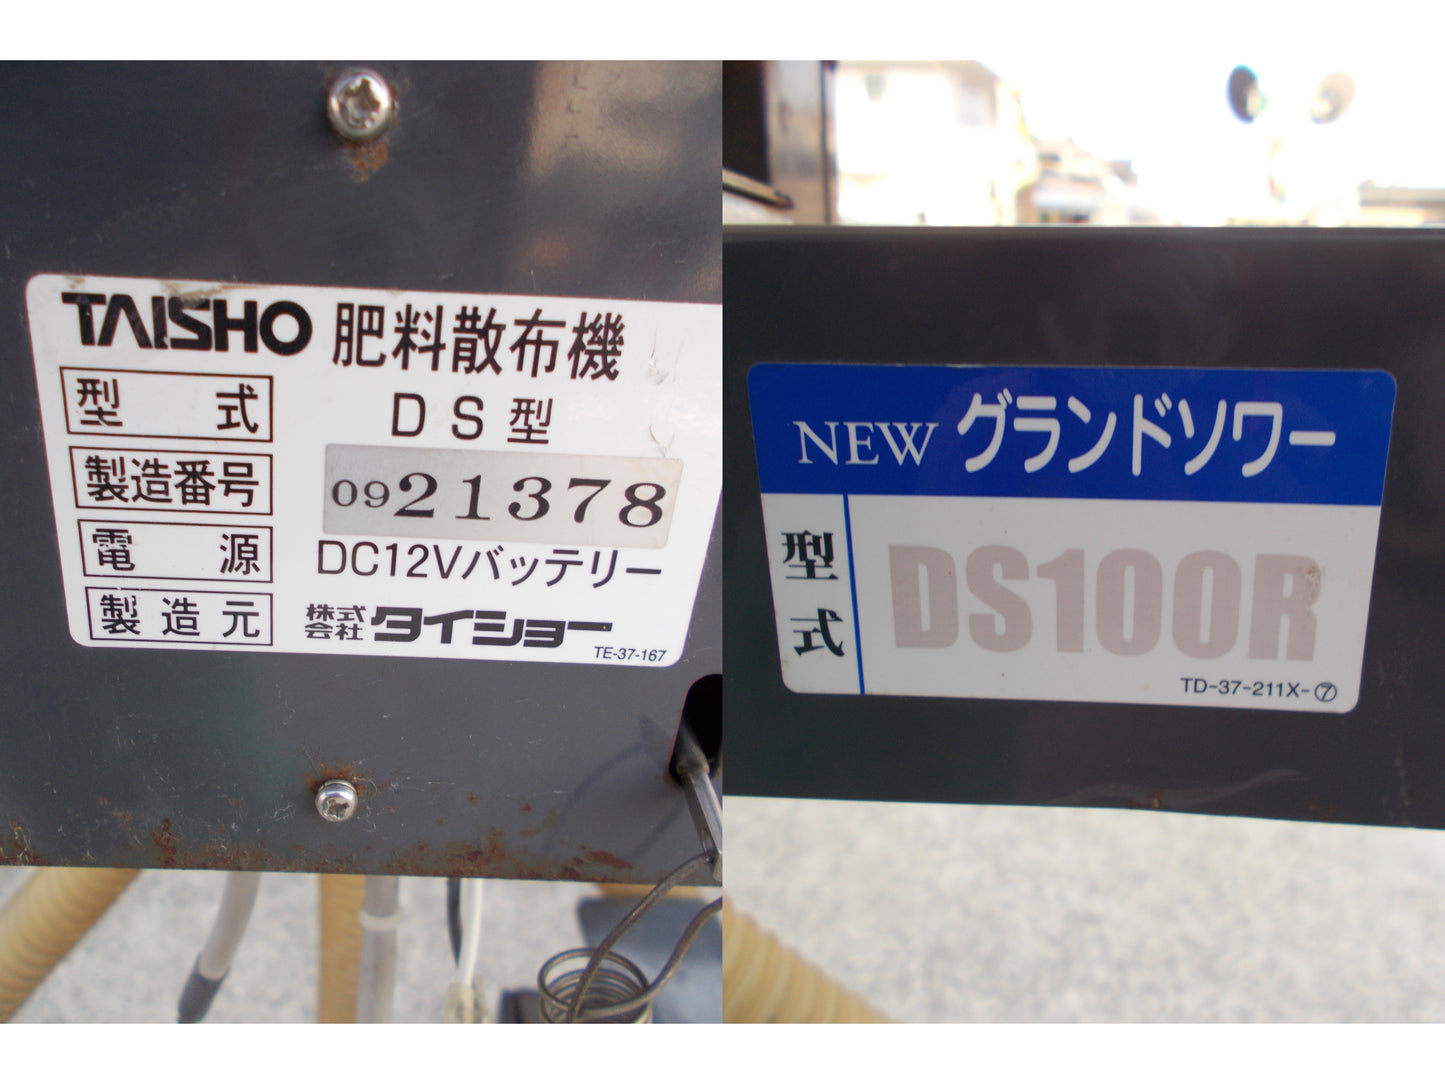 TAISHO 肥料散布機
型式 DS型
製造番号 0921378
電源 DC12Vバッテリー
製造元 株式会社 タイショー
TE-37-167
NEW グランドソワー
型式 DS100R
TD-37-211X-⑦